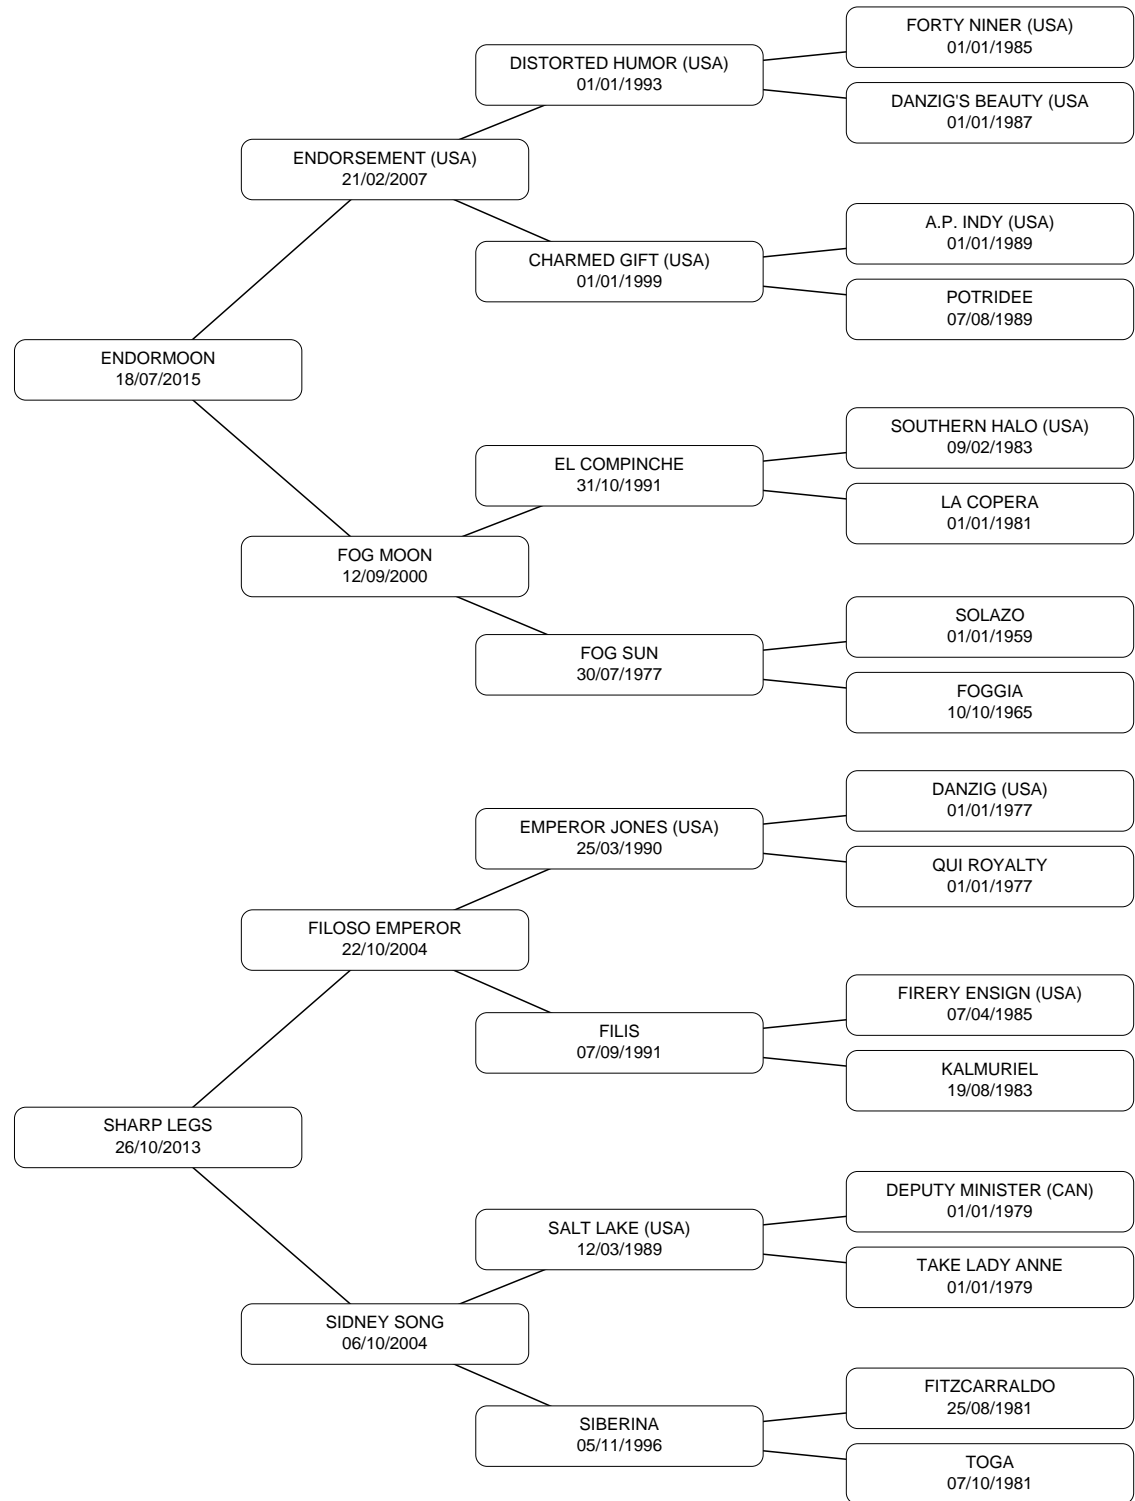 FORTY NINER (USA)
01/01/1985
DISTORTED HUMOR (USA)
01/01/1993
DANZIG'S BEAUTY (USA
01/01/1987
ENDORSEMENT (USA)
21/02/2007
A.P. INDY (USA)
01/01/1989
CHARMED GIFT (USA)
01/01/1999
POTRIDEE
07/08/1989
ENDORMOON
18/07/2015
SOUTHERN HALO (USA)
09/02/1983
EL COMPINCHE
31/10/1991
LA COPERA
01/01/1981
FOG MOON
12/09/2000
SOLAZO
01/01/1959
FOG SUN
30/07/1977
FOGGIA
10/10/1965
DANZIG (USA)
01/01/1977
EMPEROR JONES (USA)
25/03/1990
QUI ROYALTY
01/01/1977
FILOSO EMPEROR
22/10/2004
FIRERY ENSIGN (USA)
07/04/1985
FILIS
07/09/1991
KALMURIEL
19/08/1983
SHARP LEGS
26/10/2013
DEPUTY MINISTER (CAN)
01/01/1979
SALT LAKE (USA)
12/03/1989
TAKE LADY ANNE
01/01/1979
SIDNEY SONG
06/10/2004
FITZCARRALDO
25/08/1981
SIBERINA
05/11/1996
TOGA
07/10/1981